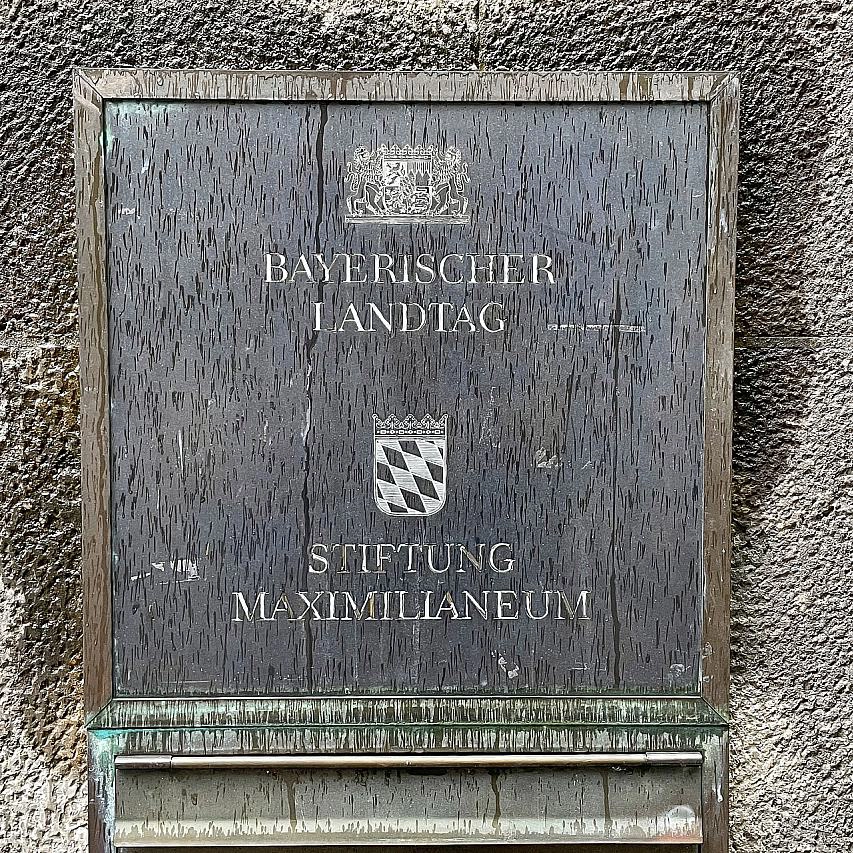 BAYERISCHER
LANDTAG
STIFTUNG
MAXIMILIANEUM